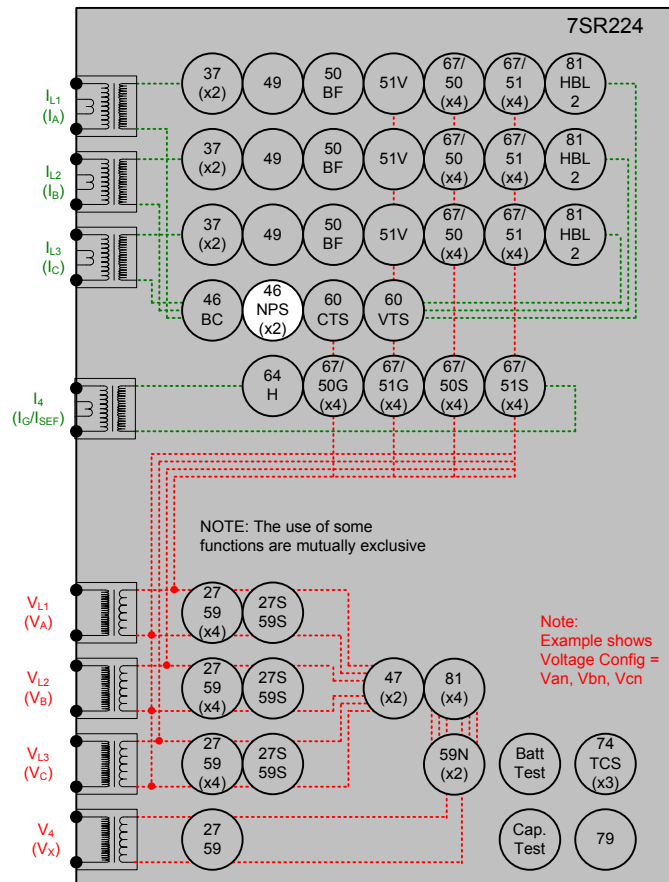 7SR224
IL1
(IA)
37
(x2)
49
50
BF
51V
67/
50
(x4)
67/
51
(x4)
81
HBL
2
IL2
(IB)
37
(x2)
49
50
BF
51V
67/
50
(x4)
67/
51
(x4)
81
HBL
2
IL3
(IC)
37
(x2)
49
50
BF
51V
67/
50
(x4)
67/
51
(x4)
81
HBL
2
46
BC
46
NPS
(x2)
60
CTS
60
VTS
I4
(IG/ISEF)
64
H
67/
50G
(x4)
67/
51G
(x4)
67/
50S
(x4)
67/
51S
(x4)
NOTE: The use of some
functions are mutually exclusive
VL1
(VA)
27
59
(x4)
27S
59S
Note:
Example shows
Voltage Config =
Van, Vbn, Vcn
VL2
(VB)
27
59
(x4)
27S
59S
47
(x2)
81
(x4)
VL3
(VC)
27
59
(x4)
27S
59S
59N
(x2)
Batt
Test
74
TCS
(x3)
V4
(VX)
27
59
Cap.
Test
79